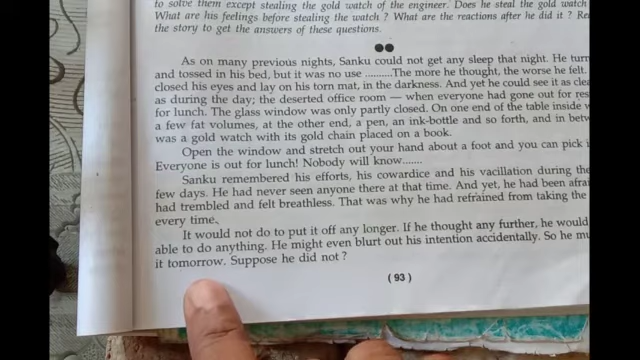 to solve them except stealing the gold watch of the engineer. Does he steal the gold watch
What are his feelings before stealing the watch ? What are the reactions after he did it ? Re
the story to get the answers of these questions.
As on many previous nights, Sanku could not get any sleep that night. He turn
and tossed in his bed, but it was no use ..........The more he thought, the worse he felt.
closed his eyes and lay on his torn mat, in the darkness. And yet he could see it as clea
as during the day; the deserted office room — when everyone had gone out for res
for lunch. The glass window was only partly closed. On one end of the table inside w
a few fat volumes, at the other end, a pen, an ink-bottle and so forth, and in betw
was a gold watch with its gold chain placed on a book.
Open the window and stretch out your hand about a foot and you can pick i
Everyone is out for lunch! Nobody will know.......
Sanku remembered his efforts, his cowardice and his vacillation during the
few days. He had never seen anyone there at that time. And yet, he had been afrai
had trembled and felt breathless. That was why he had refrained from taking the
every time.
It would not do to put it off any longer. If he thought any further, he would
able to do anything. He might even blurt out his intention accidentally. So he mu
it tomorrow. Suppose he did not ?
(93)